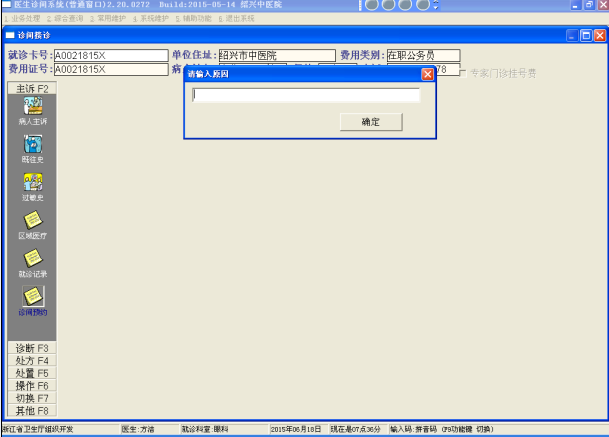 医生诊间系统(普通窗口)2.20.0272 Build:2015-05-14 绍兴中医院
1 业务处理 2 综合查询 3 常用维护 4 系统维护 5 辅助功能 6 退出系统
诊间接诊
就诊卡号: A0021815X 单位住址: 绍兴市中医院 费用类别: 在职公务员
费用证号: A0021815X 病 78 专家门诊挂号费
请输入原因
确定
主诉 F2
病人主诉
既往史
过敏史
区域医疗
就诊记录
诊间预约
诊断 F3
处方 F4
处置 F5
操作 F6
切换 F7
其他 F8
浙江省卫生厅组织开发 医生:方洁 就诊科室:眼科 2015年06月18日 现在是07点36分 输入码:拼音码 (F9功能键 切换)